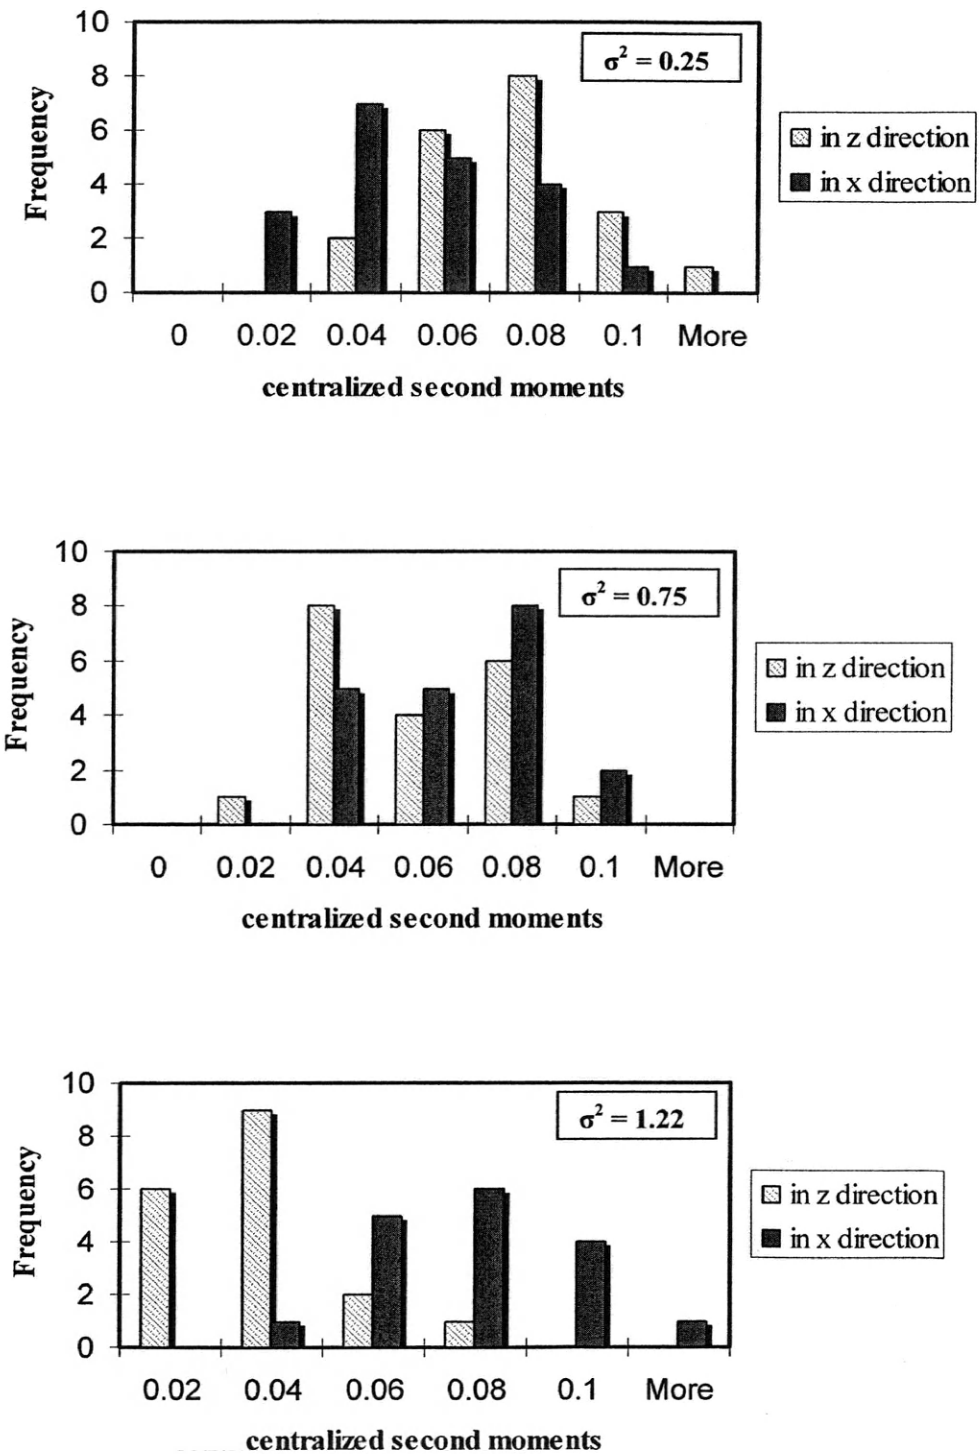 10
8
6
4
2
0
Frequency
σ² = 0.25
in z direction
in x direction
0 0.02 0.04 0.06 0.08 0.1 More
centralized second moments
10
8
6
4
2
0
Frequency
σ² = 0.75
in z direction
in x direction
0 0.02 0.04 0.06 0.08 0.1 More
centralized second moments
10
8
6
4
2
0
Frequency
σ² = 1.22
in z direction
in x direction
0.02 0.04 0.06 0.08 0.1 More
centralized second moments